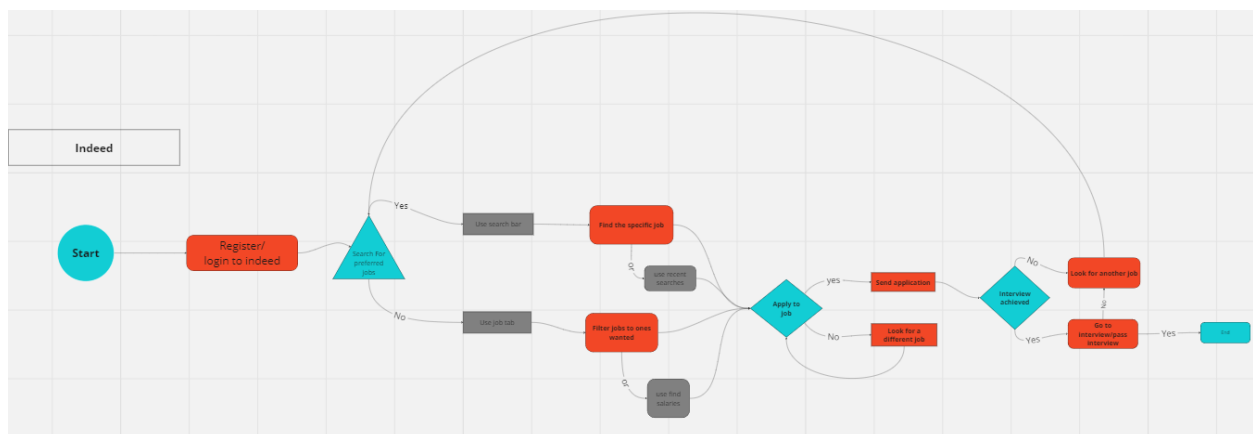 Indeed
Start
Register/
login to indeed
Search For
preferred
jobs
Yes
No
Use search bar
Use job tab
Find the specific job
or
use recent
searches
Filter jobs to ones
wanted
or
use find
salaries
Apply to
job
yes
No
Send application
Look for a
different job
Interview
achieved
No
Yes
Look for another job
No
Go to
interview/pass
interview
Yes
End